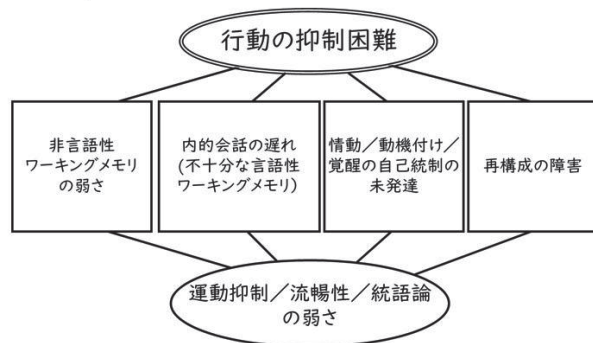 行動の抑制困難
非言語性
ワーキングメモリ
の弱さ
内的会話の遅れ
(不十分な言語性
ワーキングメモリ)
情動／動機付け／
覚醒の自己統制の
未発達
再構成の障害
運動抑制／流暢性／統語論
の弱さ